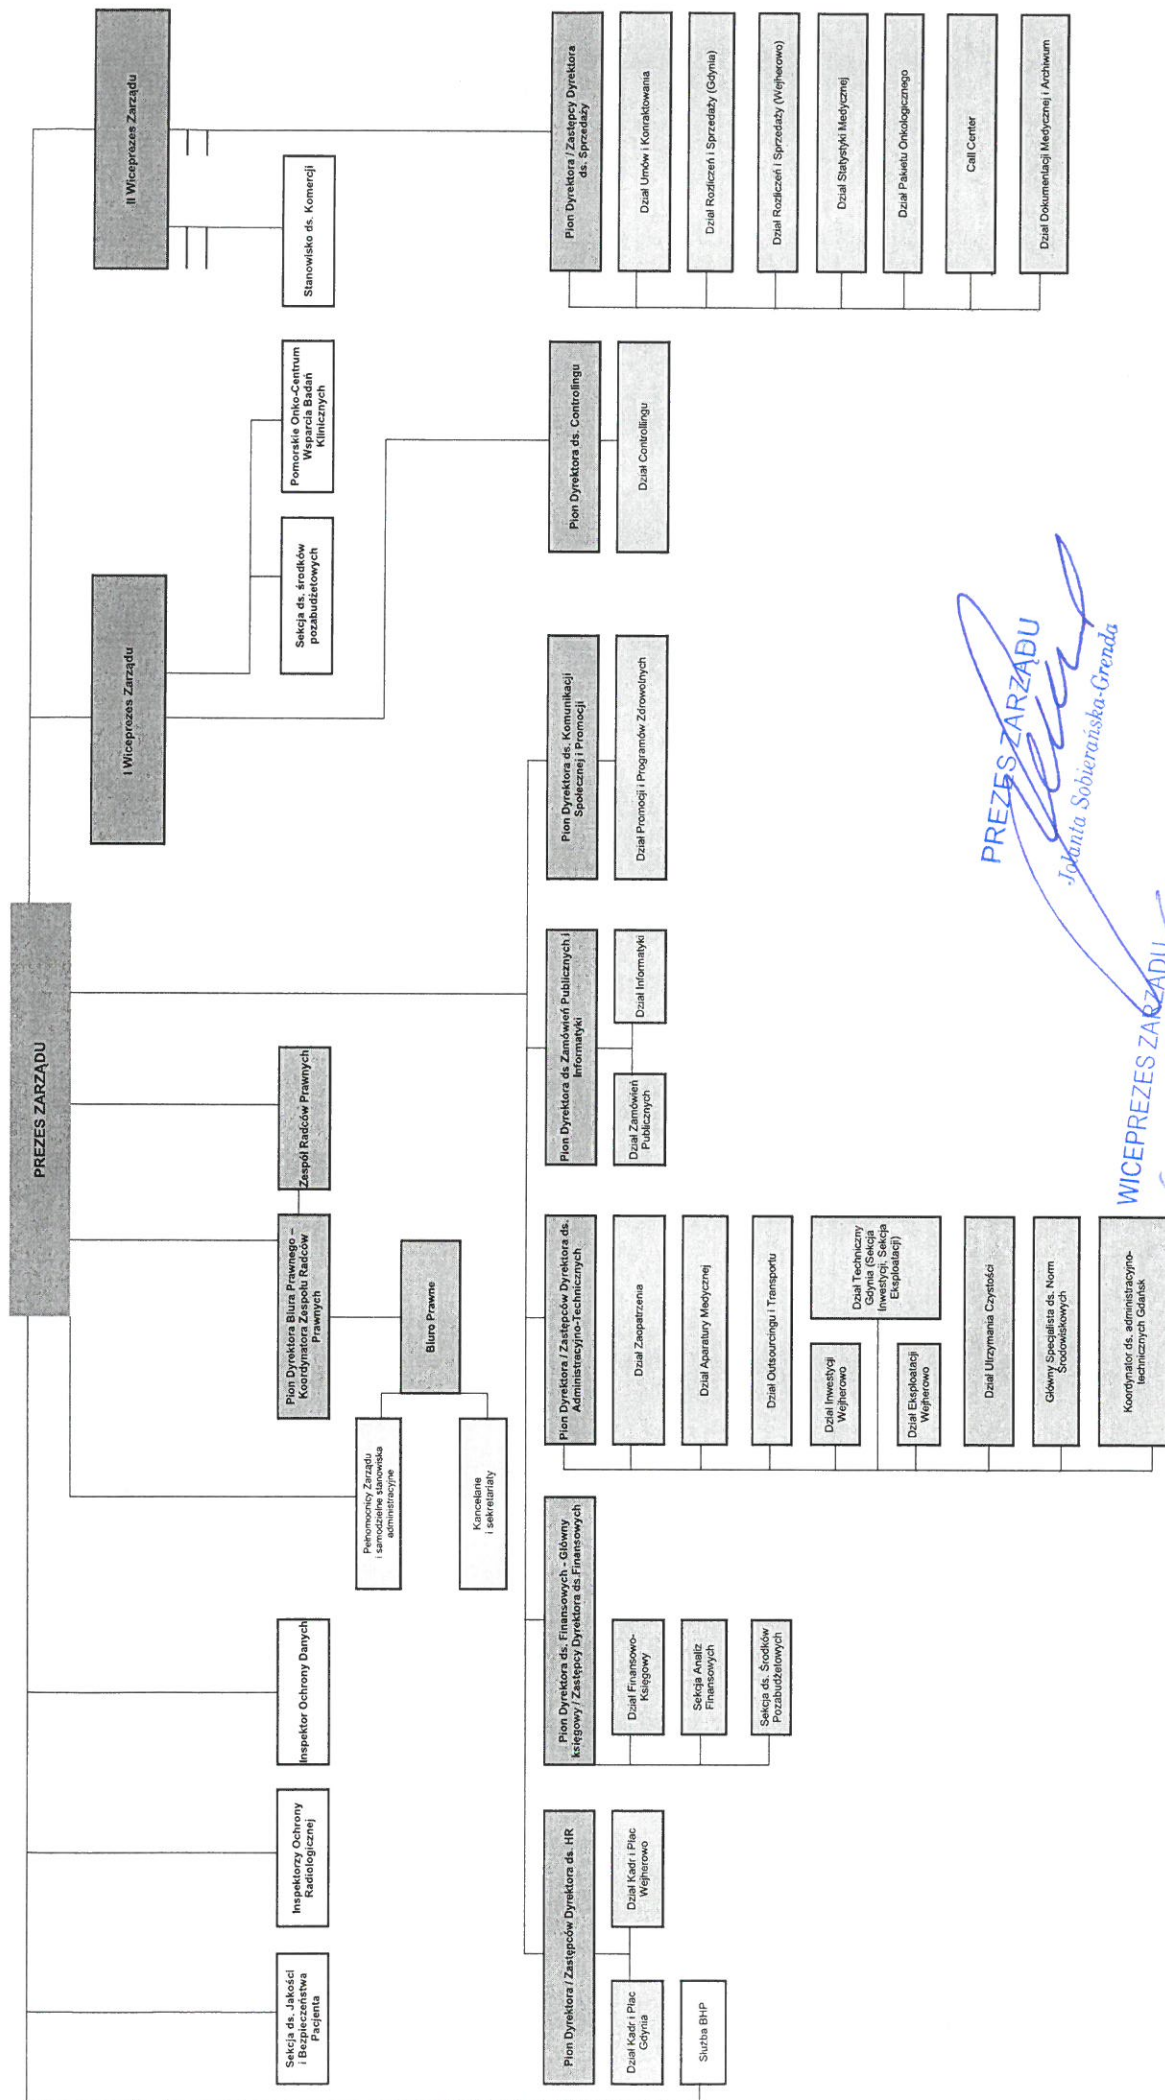 PREZES ZARZĄDU
I Wiceprezes Zarządu
II Wiceprezes Zarządu
Sekcja ds. Jakości
i Bezpieczeństwa
Pacjenta
Inspektorzy Ochrony
Radiologicznej
Inspektor Ochrony Danych
Pion Dyrektora Biura Prawnego –
Koordynatora Zespołu Radców
Prawnych
Zespół Radców Prawnych
Sekcja ds. środków
pozabudżetowych
Pomorskie Onko-Centrum
Wsparcia Badań
Klinicznych
Stanowisko ds. Komercji
Pełnomocnicy Zarządu
i samodzielne stanowiska
administracyjne
Biuro Prawne
Kancelarie
i sekretariaty
Pion Dyrektora / Zastępców Dyrektora ds. HR
Dział Kadr i Płac
Gdynia
Dział Kadr i Płac
Wejherowo
Służba BHP
Pion Dyrektora ds. Finansowych - Główny
księgowy / Zastępcy Dyrektora ds.Finansowych
Dział Finansowo-
Księgowy
Sekcja Analiz
Finansowych
Sekcja ds. Środków
Pozabudżetowych
Pion Dyrektora / Zastępców Dyrektora ds.
Administracyjno-Technicznych
Dział Zaopatrzenia
Dział Aparatury Medycznej
Dział Outsourcingu i Transportu
Dział Inwestycji
Wejherowo
Dział Techniczny
Gdynia (Sekcja
Inwestycji, Sekcja
Eksploatacji)
Dział Eksploatacji
Wejherowo
Dział Utrzymania Czystości
Główny Specjalista ds. Norm
Środowiskowych
Koordynator ds. administracyjno-
technicznych Gdańsk
Pion Dyrektora ds Zamówień Publicznych i
Informatyki
Dział Zamówień
Publicznych
Dział Informatyki
Pion Dyrektora ds. Komunikacji
Społecznej i Promocji
Dział Promocji i Programów Zdrowolnych
Pion Dyrektora ds. Controlingu
Dział Controllingu
Pion Dyrektora / Zastępcy Dyrektora
ds. Sprzedaży
Dział Umów i Konraktowania
Dział Rozliczeń i Sprzedaży (Gdynia)
Dział Rozliczeń i Sprzedaży (Wejherowo)
Dział Statystyki Medycznej
Dział Pakietu Onkologicznego
Call Center
Dział Dokumentacji Medycznej i Archiwum
PREZES ZARZĄDU
Jolanta Sobierańska-Grenda
WICEPREZES ZARZĄDU